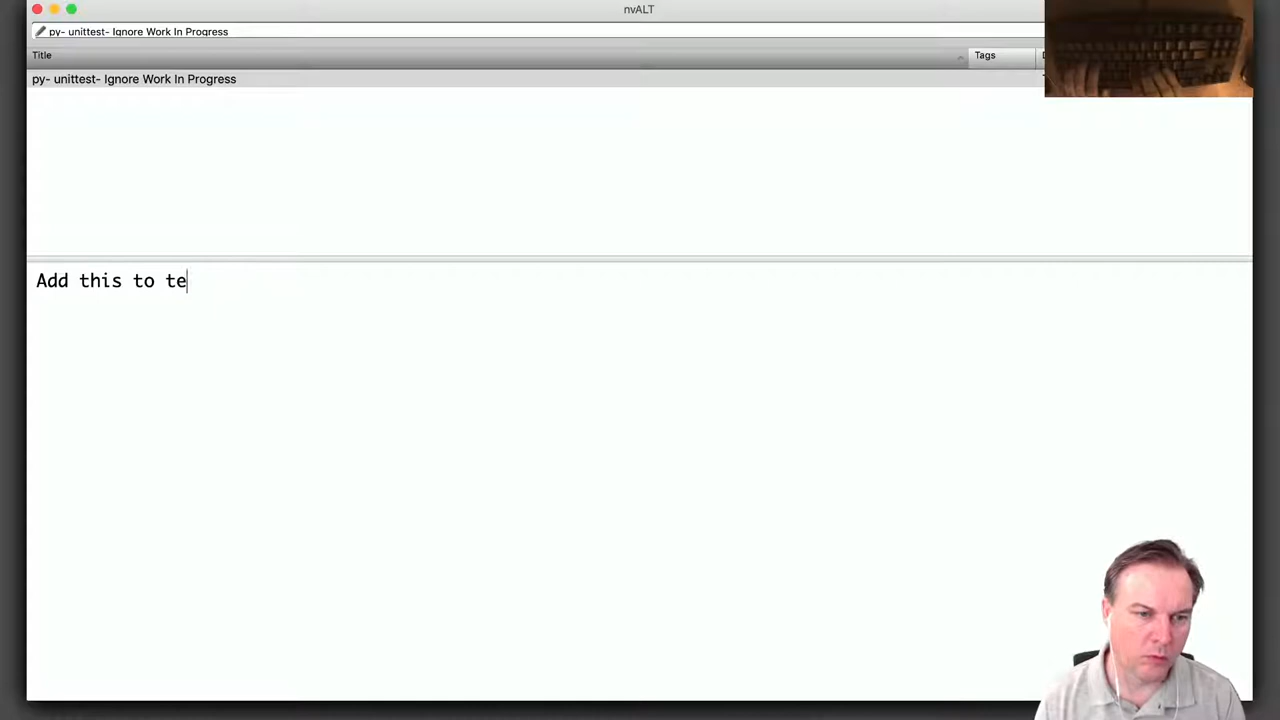 nvALT
py- unittest- Ignore Work In Progress
Title
Tags
py- unittest- Ignore Work In Progress
Add this to te